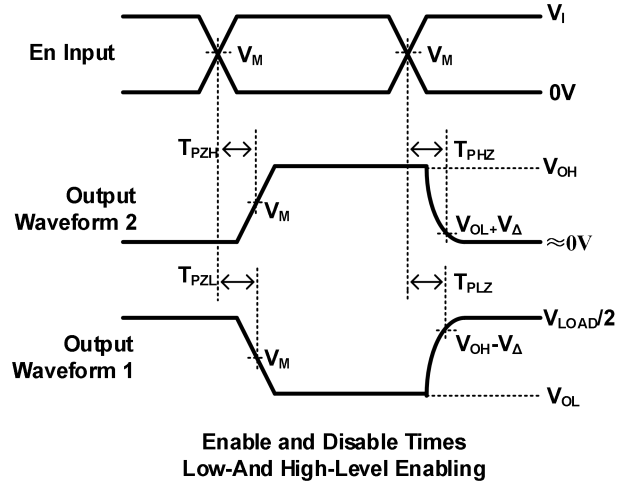 En Input
V_I
V_M
V_M
0V
T_PZH
T_PHZ
V_OH
Output
Waveform 2
V_M
V_OL+V_Δ
≈0V
T_PZL
T_PLZ
V_LOAD/2
Output
Waveform 1
V_M
V_OH-V_Δ
V_OL
Enable and Disable Times
Low-And High-Level Enabling